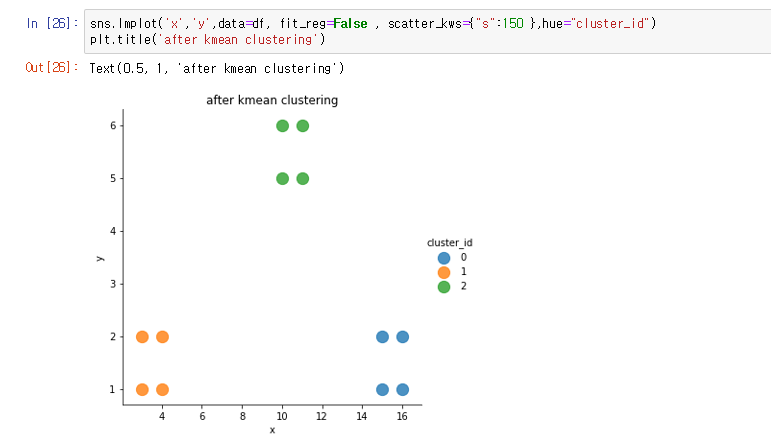 In [26]: sns.lmplot('x','y',data=df, fit_reg=False , scatter_kws={"s":150 },hue="cluster_id")
plt.title('after kmean clustering')
Out[26]: Text(0.5, 1, 'after kmean clustering')
after kmean clustering
6
5
4
3
2
1
y
4 6 8 10 12 14 16
x
cluster_id
0
1
2